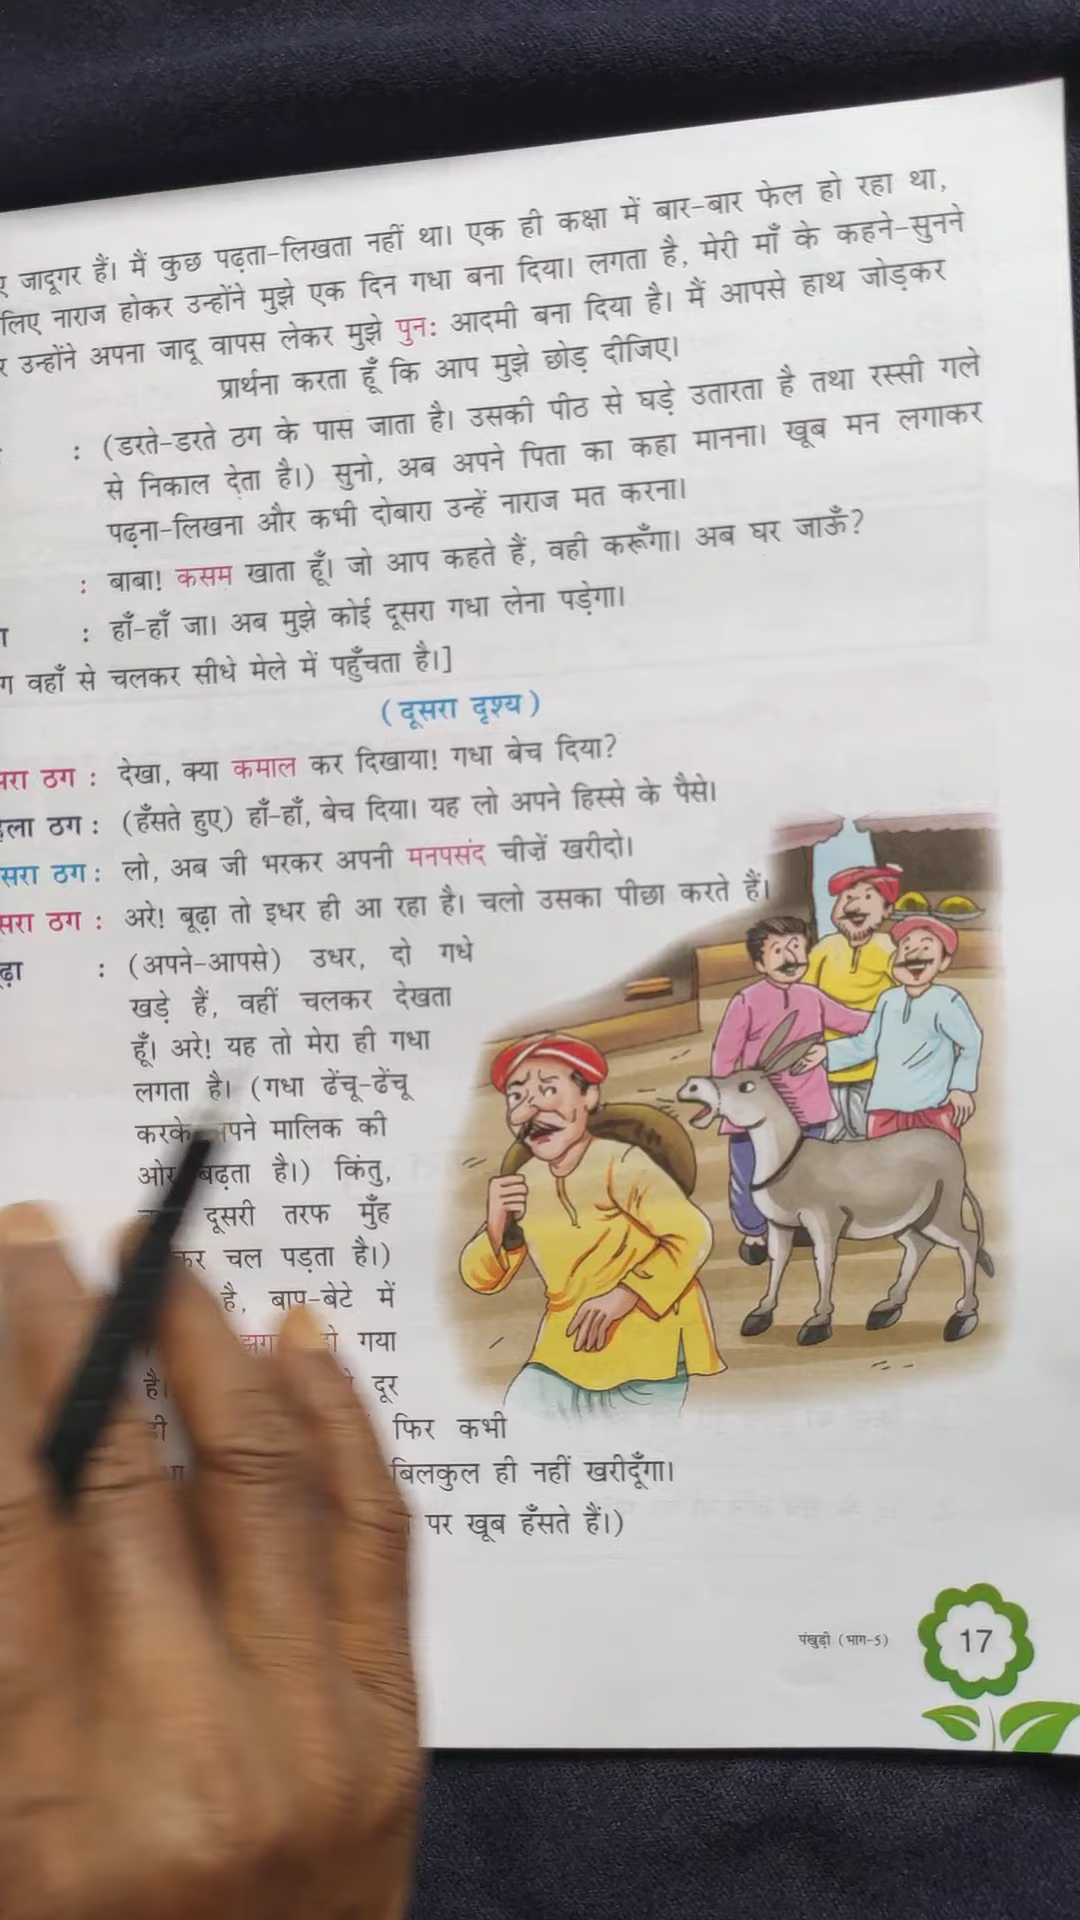 जादूगर हैं। मैं कुछ पढ़ता-लिखता नहीं था। एक ही कक्षा में बार-बार फेल हो रहा था,
लिए नाराज होकर उन्होंने मुझे एक दिन गधा बना दिया। लगता है, मेरी माँ के कहने-सुनने
उन्होंने अपना जादू वापस लेकर मुझे पुन: आदमी बना दिया है। मैं आपसे हाथ जोड़कर
प्रार्थना करता हूँ कि आप मुझे छोड़ दीजिए।
: (डरते-डरते ठग के पास जाता है। उसकी पीठ से घड़े उतारता है तथा रस्सी गले
से निकाल देता है।) सुनो, अब अपने पिता का कहा मानना। खूब मन लगाकर
पढ़ना-लिखना और कभी दोबारा उन्हें नाराज मत करना।
: बाबा! कसम खाता हूँ। जो आप कहते हैं, वही करूँगा। अब घर जाऊँ?
: हाँ-हाँ जा। अब मुझे कोई दूसरा गधा लेना पड़ेगा।
वहाँ से चलकर सीधे मेले में पहुँचता है।]
(दूसरा दृश्य)
सरा ठग : देखा, क्या कमाल कर दिखाया! गधा बेच दिया?
हला ठग : (हँसते हुए) हाँ-हाँ, बेच दिया। यह लो अपने हिस्से के पैसे।
सरा ठग : लो, अब जी भरकर अपनी मनपसंद चीज़ें खरीदो।
सरा ठग : अरे! बूढ़ा तो इधर ही आ रहा है। चलो उसका पीछा करते हैं।
ढ़ा : (अपने-आपसे) उधर, दो गधे
खड़े हैं, वहीं चलकर देखता
हूँ। अरे! यह तो मेरा ही गधा
लगता है। (गधा ढेंचू-ढेंचू
करके अपने मालिक की
ओर बढ़ता है।) किंतु,
दूसरी तरफ मुँह
कर चल पड़ता है।)
है, बाप-बेटे में
गया
है। दूर
ही फिर कभी
बिलकुल ही नहीं खरीदूँगा।
पर खूब हँसते हैं।)
पंखुड़ी (भाग-5)
17